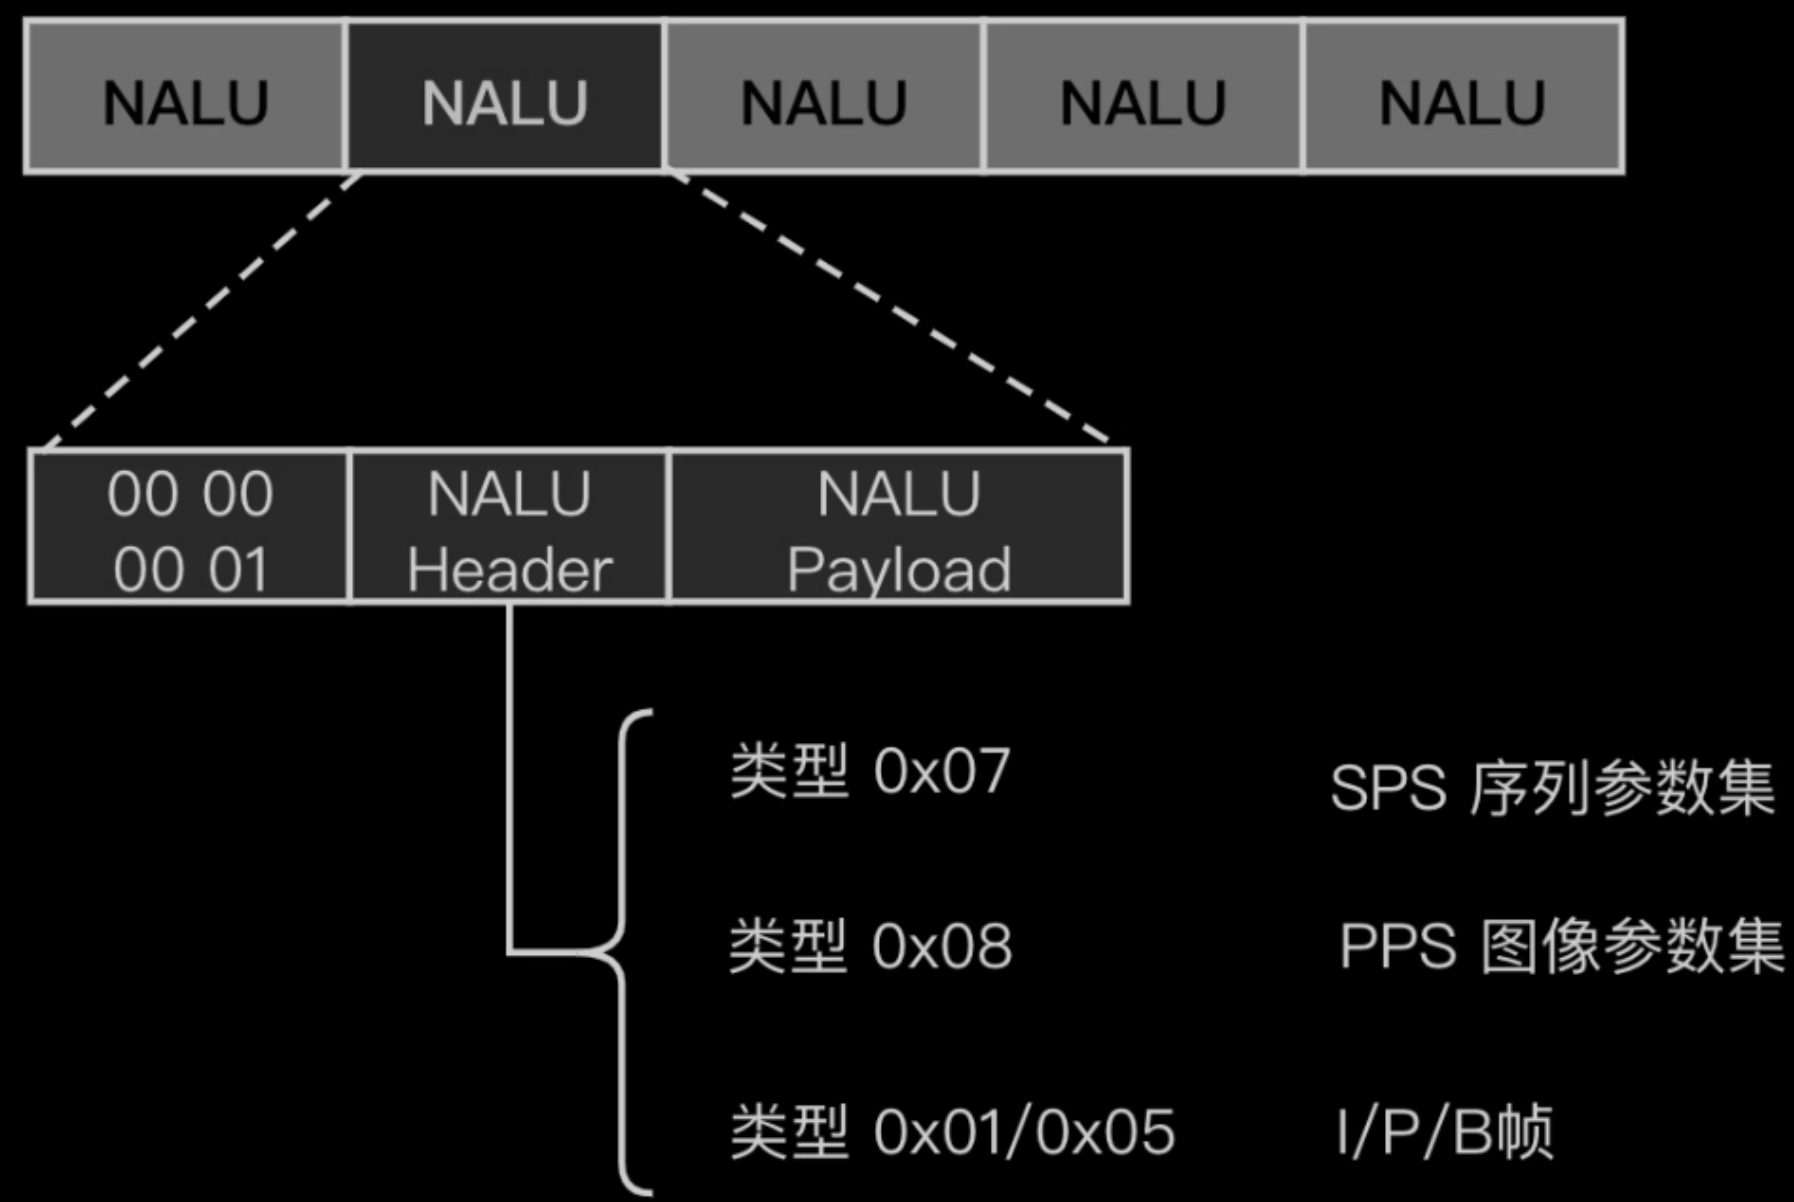 NALU NALU NALU NALU NALU
00 00 NALU NALU
00 01 Header Payload
类型 0x07 SPS 序列参数集
类型 0x08 PPS 图像参数集
类型 0x01/0x05 I/P/B帧